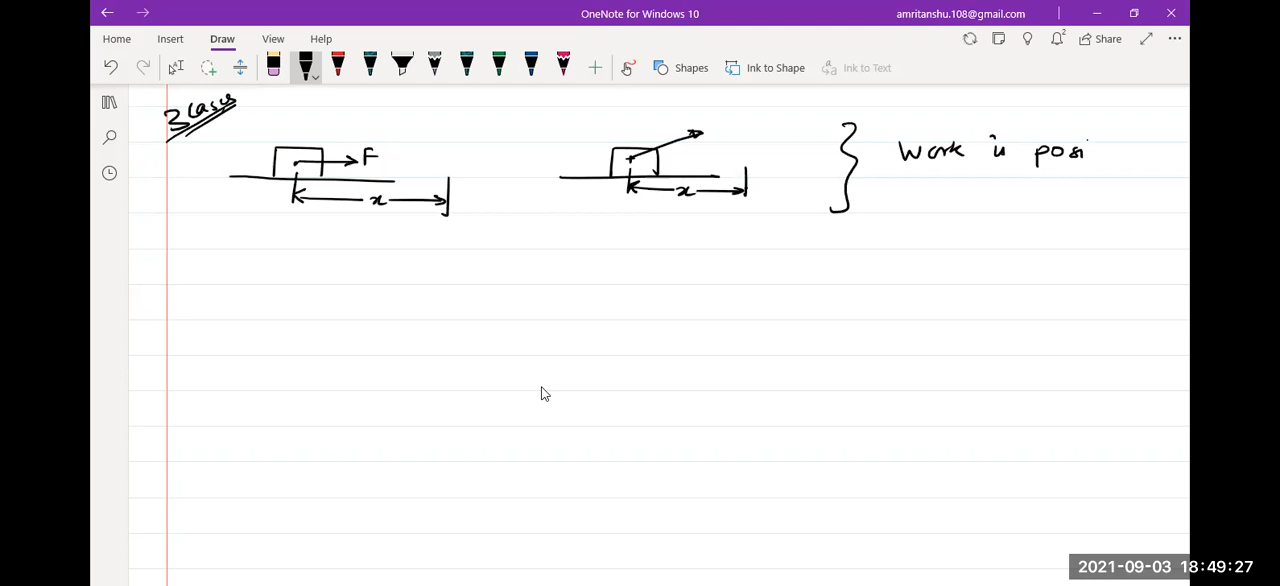 OneNote for Windows 10
amritanshu.108@gmail.com
Home Insert Draw View Help
2
Share
Shapes Ink to Shape Ink to Text
3 cases
F
x
x
Work is posi
2021-09-03 18:49:27